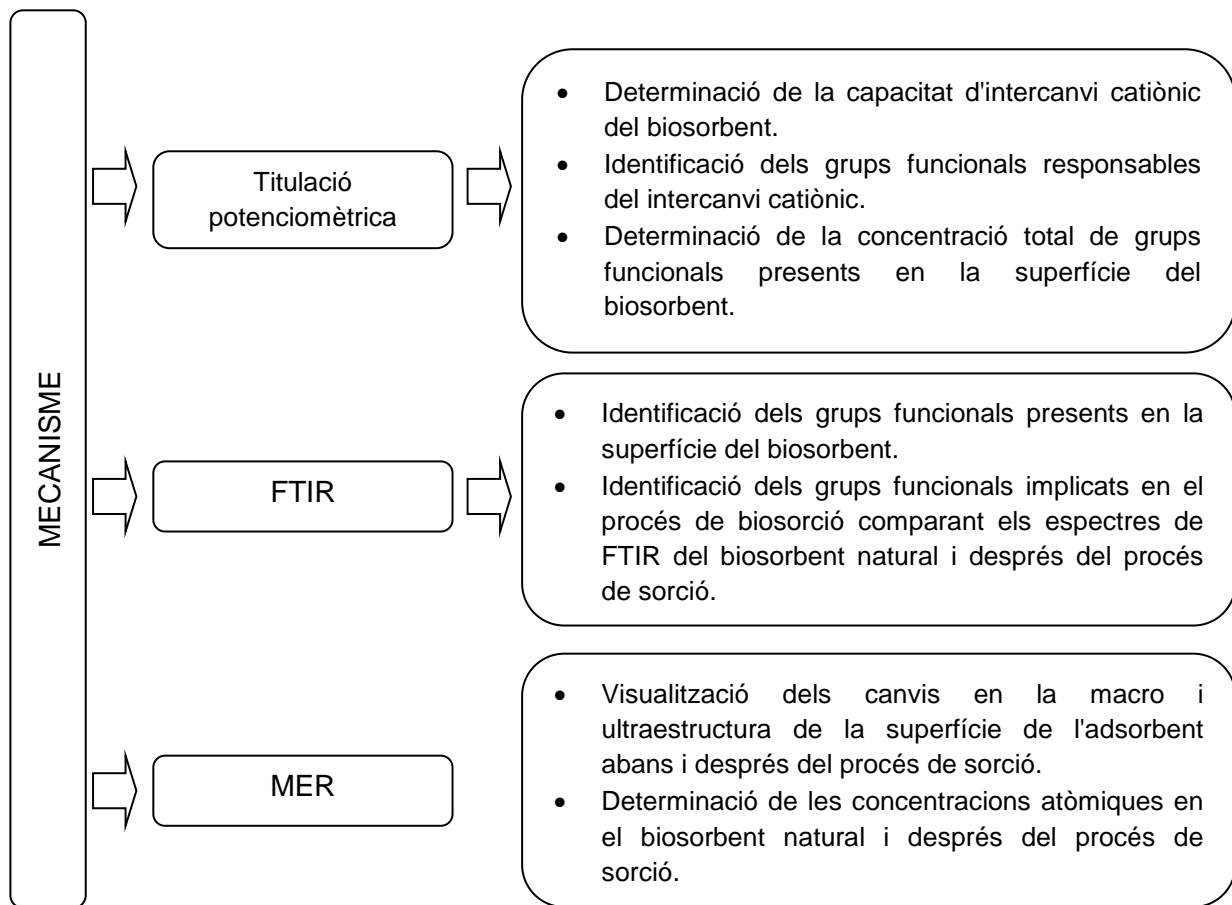 MECANISME
Titulació
potenciomètrica
• Determinació de la capacitat d'intercanvi catiònic
del biosorbent.
• Identificació dels grups funcionals responsables
del intercanvi catiònic.
• Determinació de la concentració total de grups
funcionals presents en la superfície del
biosorbent.
FTIR
• Identificació dels grups funcionals presents en la
superfície del biosorbent.
• Identificació dels grups funcionals implicats en el
procés de biosorció comparant els espectres de
FTIR del biosorbent natural i després del procés
de sorció.
MER
• Visualització dels canvis en la macro i
ultraestructura de la superfície de l'adsorbent
abans i després del procés de sorció.
• Determinació de les concentracions atòmiques en
el biosorbent natural i després del procés de
sorció.